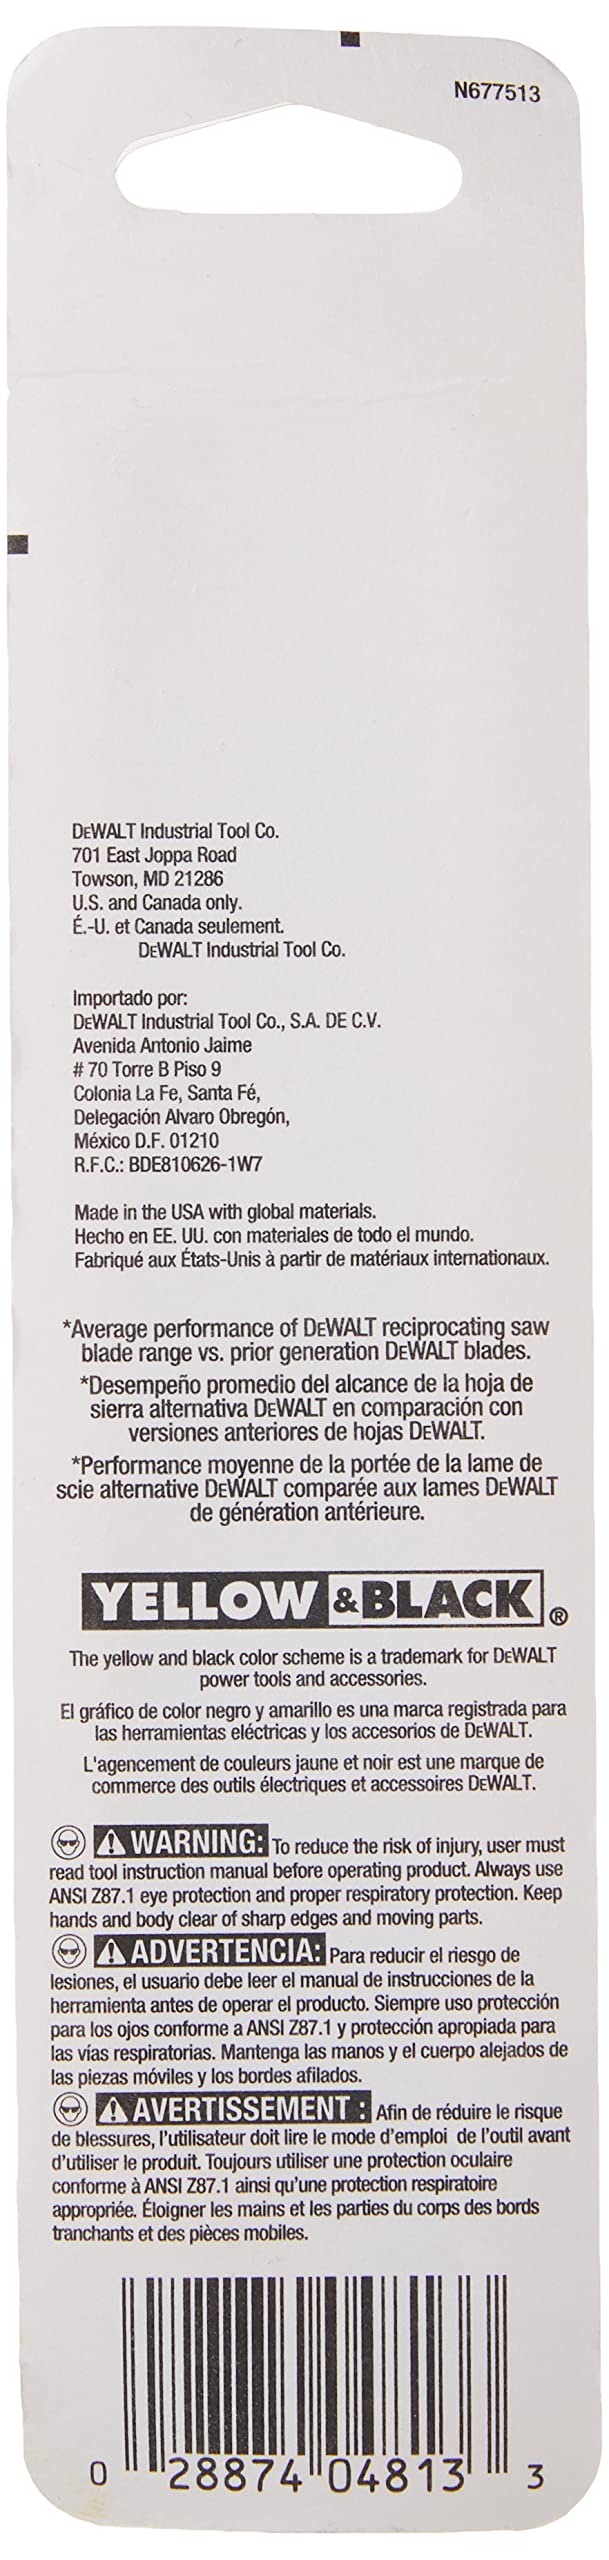 N677513
DEWALT Industrial Tool Co.
701 East Joppa Road
Towson, MD 21286
U.S. and Canada only.
É.-U. et Canada seulement.
DEWALT Industrial Tool Co.
Importado por:
DEWALT Industrial Tool Co., S.A. DE C.V.
Avenida Antonio Jaime
# 70 Torre B Piso 9
Colonia La Fe, Santa Fé,
Delegación Alvaro Obregón,
México D.F. 01210
R.F.C.: BDE810626-1W7
Made in the USA with global materials.
Hecho en EE. UU. con materiales de todo el mundo.
Fabriqué aux États-Unis à partir de matériaux internationaux.
*Average performance of DEWALT reciprocating saw
blade range vs. prior generation DEWALT blades.
*Desempeño promedio del alcance de la hoja de
sierra alternativa DEWALT en comparación con
versiones anteriores de hojas DEWALT.
*Performance moyenne de la portée de la lame de
scie alternative DEWALT comparée aux lames DEWALT
de génération antérieure.
YELLOW &BLACK®
The yellow and black color scheme is a trademark for DEWALT
power tools and accessories.
El gráfico de color negro y amarillo es una marca registrada para
las herramientas eléctricas y los accesorios de DEWALT.
L'agencement de couleurs jaune et noir est une marque de
commerce des outils électriques et accessoires DEWALT.
WARNING: To reduce the risk of injury, user must
read tool instruction manual before operating product. Always use
ANSI Z87.1 eye protection and proper respiratory protection. Keep
hands and body clear of sharp edges and moving parts.
ADVERTENCIA: Para reducir el riesgo de
lesiones, el usuario debe leer el manual de instrucciones de la
herramienta antes de operar el producto. Siempre uso protección
para los ojos conforme a ANSI Z87.1 y protección apropiada para
las vías respiratorias. Mantenga las manos y el cuerpo alejados de
las piezas móviles y los bordes afilados.
AVERTISSEMENT : Afin de réduire le risque
de blessures, l'utilisateur doit lire le mode d'emploi de l'outil avant
d'utiliser le produit. Toujours utiliser une protection oculaire
conforme à ANSI Z87.1 ainsi qu'une protection respiratoire
appropriée. Éloigner les mains et les parties du corps des bords
tranchants et des pièces mobiles.
0 28874 04813 3